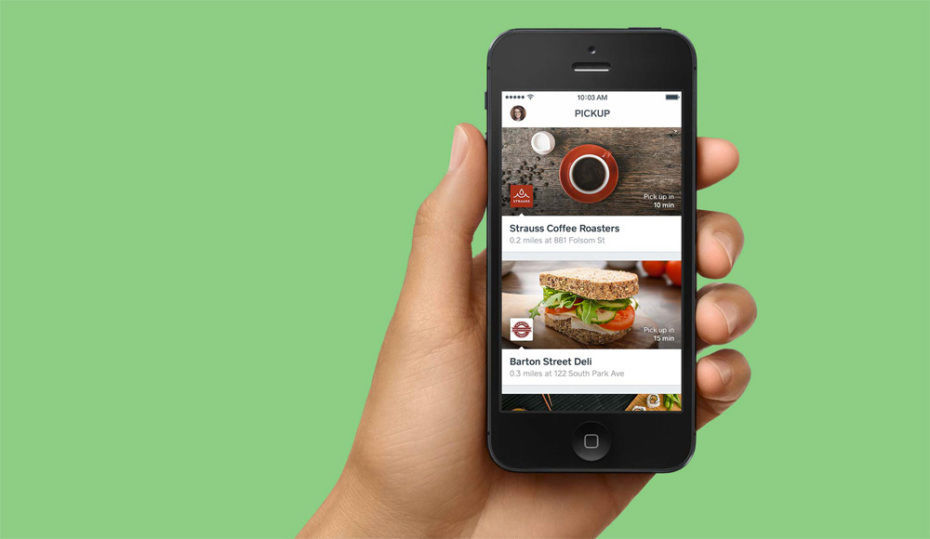 10:03 AM
PICKUP
STRAUSS
Pick up in
10 min
Strauss Coffee Roasters
0.2 miles at 881 Folsom St
Pick up in
15 min
Barton Street Deli
0.3 miles at 122 South Park Ave